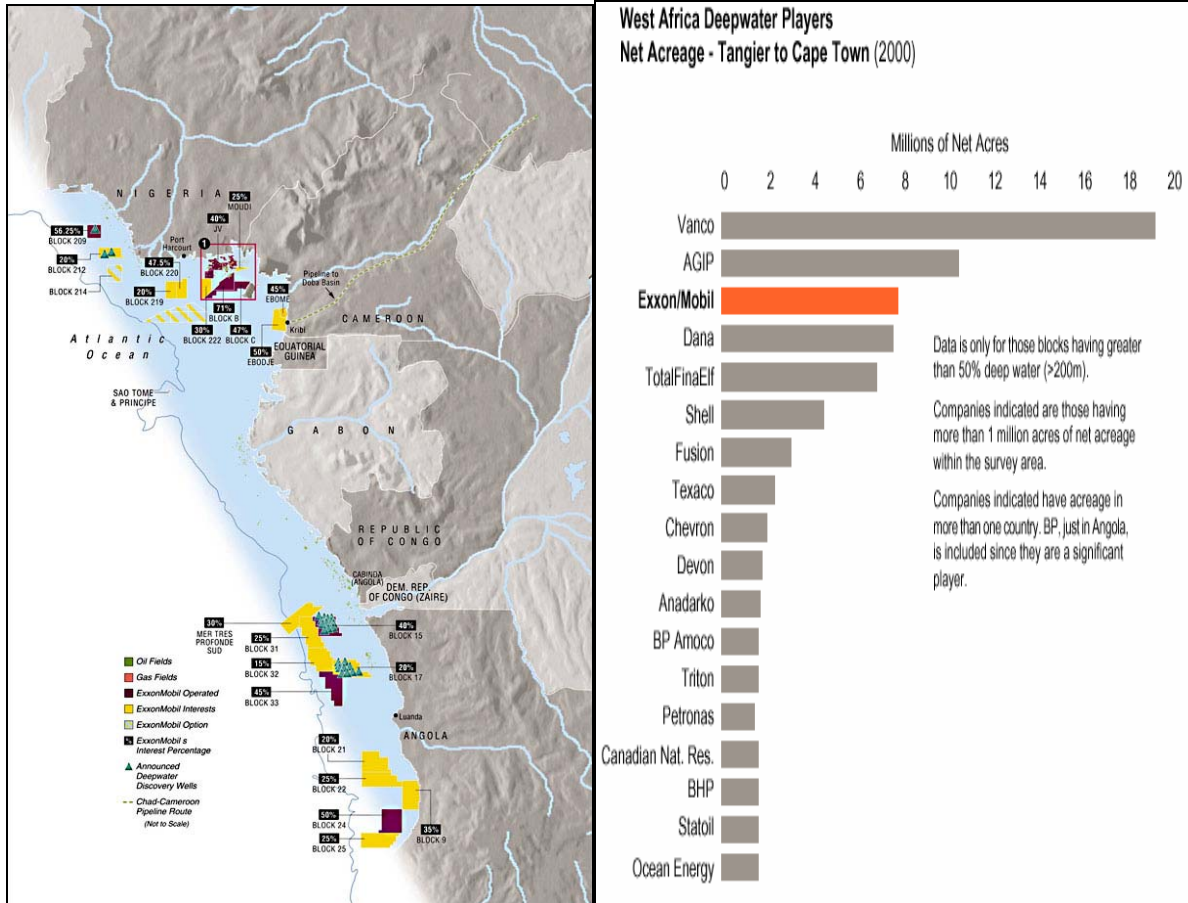 NIGERIA
25%
MOUDI
40%
JV
1
56.25%
BLOCK 209
Port
Harcourt
20%
BLOCK 212
47.5%
BLOCK 220
BLOCK 214
20%
BLOCK 219
Pipeline to
Doba Basin
45%
EBOME
71%
BLOCK B
CAMEROON
Kribi
Atlantic
Ocean
30%
BLOCK 222
47%
BLOCK C
50%
EBODJE
EQUATORIAL
GUINEA
SAO TOME
& PRINCIPE
GABON
REPUBLIC
OF CONGO
CABINDA
(ANGOLA)
DEM. REP.
OF CONGO (ZAIRE)
30%
MER TRES
PROFONDE
SUD
40%
BLOCK 15
25%
BLOCK 31
15%
BLOCK 32
20%
BLOCK 17
45%
BLOCK 33
Luanda
ANGOLA
20%
BLOCK 21
25%
BLOCK 22
50%
BLOCK 24
35%
BLOCK 9
25%
BLOCK 25
Oil Fields
Gas Fields
ExxonMobil Operated
ExxonMobil Interests
ExxonMobil Option
% ExxonMobil s
Interest Percentage
Announced
Deepwater
Discovery Wells
Chad-Cameroon
Pipeline Route
(Not to Scale)
West Africa Deepwater Players
Net Acreage - Tangier to Cape Town (2000)
Millions of Net Acres
0 2 4 6 8 10 12 14 16 18 20
Vanco
AGIP
Exxon/Mobil
Dana
TotalFinaElf
Shell
Fusion
Texaco
Chevron
Devon
Anadarko
BP Amoco
Triton
Petronas
Canadian Nat. Res.
BHP
Statoil
Ocean Energy
Data is only for those blocks having greater
than 50% deep water (>200m).
Companies indicated are those having
more than 1 million acres of net acreage
within the survey area.
Companies indicated have acreage in
more than one country. BP, just in Angola,
is included since they are a significant
player.